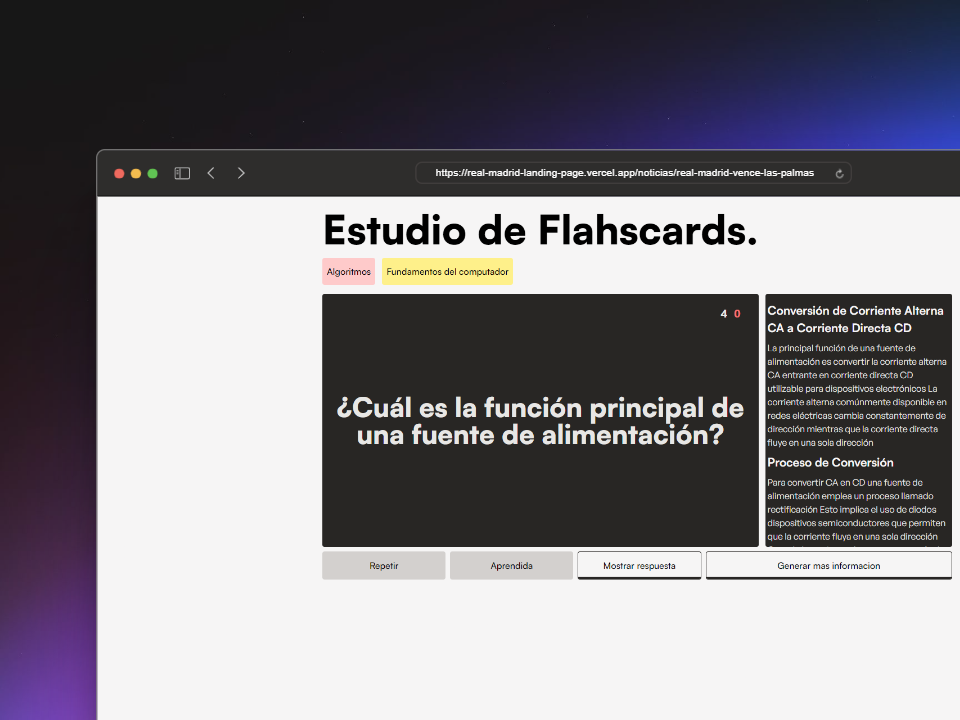 https://real-madrid-landing-page.vercel.app/noticias/real-madrid-vence-las-palmas
Estudio de Flahscards.
Algoritmos
Fundamentos del computador
4 0
¿Cuál es la función principal de
una fuente de alimentación?
Conversión de Corriente Alterna
CA a Corriente Directa CD
La principal función de una fuente de
alimentación es convertir la corriente alterna
CA entrante en corriente directa CD
utilizable para dispositivos electrónicos La
corriente alterna comúnmente disponible en
redes eléctricas cambia constantemente de
dirección mientras que la corriente directa
fluye en una sola dirección
Proceso de Conversión
Para convertir CA en CD una fuente de
alimentación emplea un proceso llamado
rectificación Esto implica el uso de diodos
dispositivos semiconductores que permiten
que la corriente fluya en una sola dirección
Repetir
Aprendida
Mostrar respuesta
Generar mas informacion